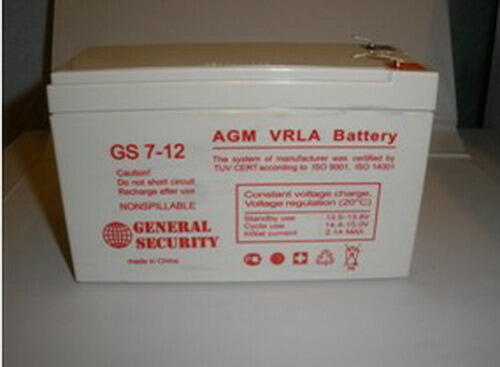 GS 7-12
Caution!
Do not short circuit
Recharge after use
NONSPILLABLE
GENERAL
SECURITY
made in China
AGM VRLA Battery
The system of manufacturer was certified by
TUV CERT according to ISO 9001, ISO 14001
Constant voltage charge,
Voltage regulation (20°C)
Standby use 13.5-13.8V
Cycle use 14.4-15.0V
Initial current 2.1A MAX.